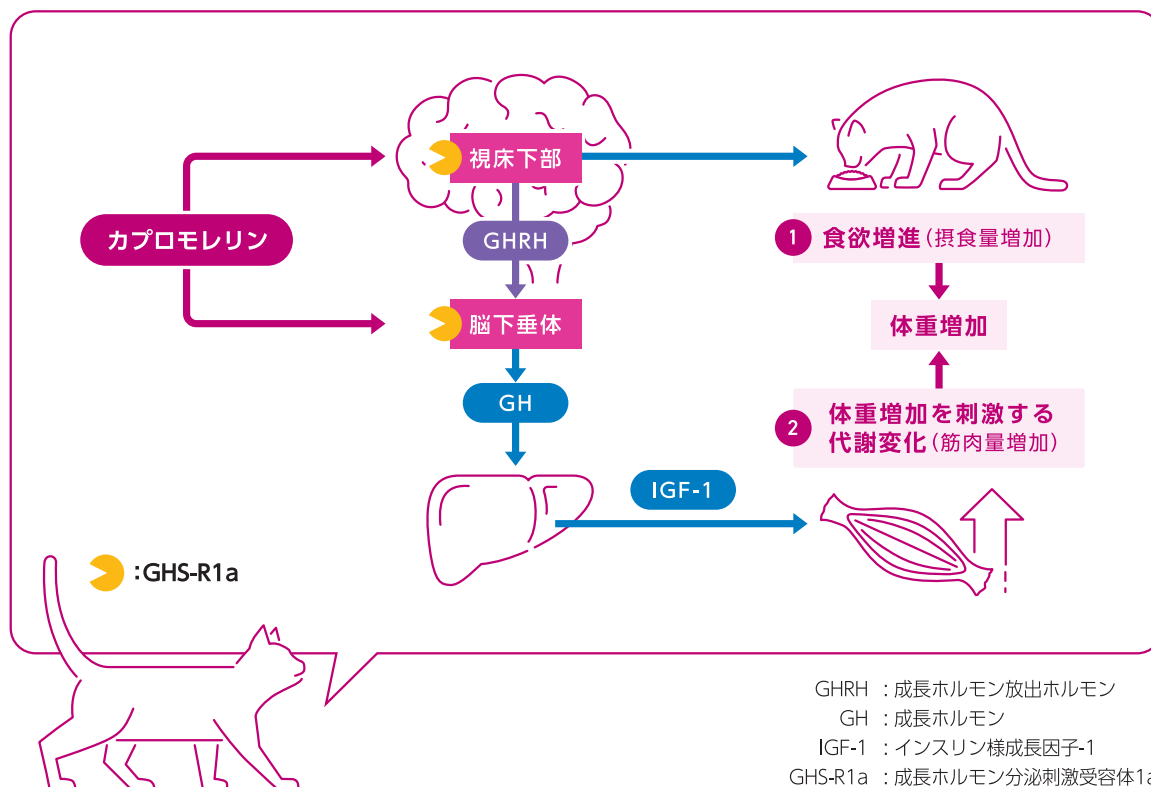 視床下部
カプロモレリン
GHRH
脳下垂体
GH
IGF-1
1 食欲増進(摂食量増加)
体重増加
2 体重増加を刺激する
代謝変化(筋肉量増加)
:GHS-R1a
GHRH :成長ホルモン放出ホルモン
GH :成長ホルモン
IGF-1 :インスリン様成長因子-1
GHS-R1a :成長ホルモン分泌刺激受容体1a